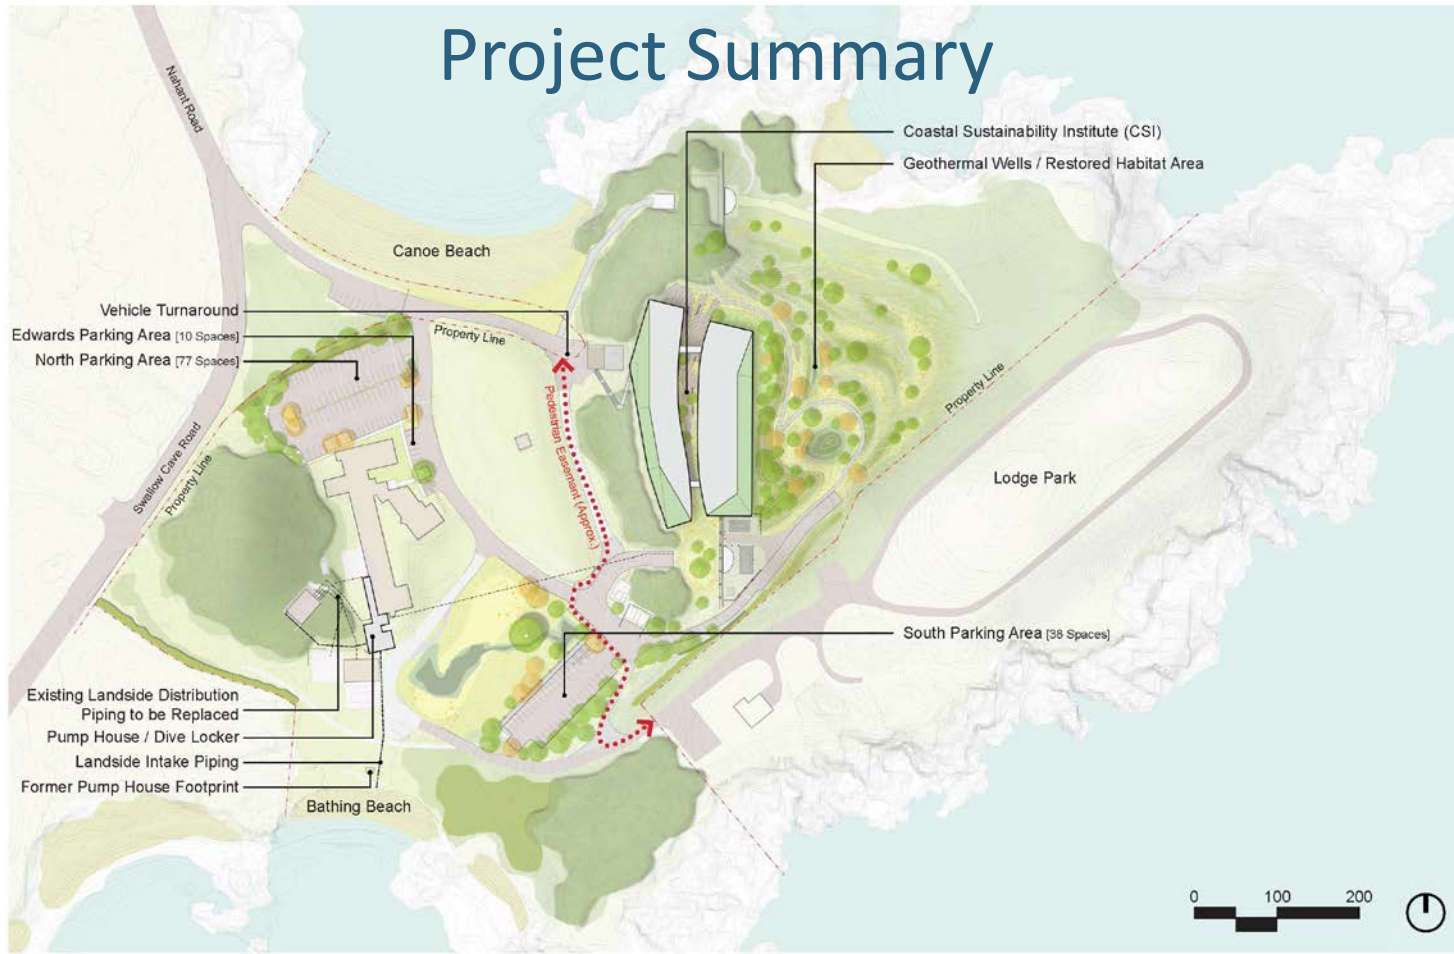 Project Summary
Nahant Road
Coastal Sustainability Institute (CSI)
Geothermal Wells / Restored Habitat Area
Canoe Beach
Vehicle Turnaround
Edwards Parking Area [10 Spaces]
North Parking Area [77 Spaces]
Property Line
Pedestrian Easement (Approx.)
Property Line
Swallow Cave Road
Property Line
Lodge Park
South Parking Area [38 Spaces]
Existing Landside Distribution
Piping to be Replaced
Pump House / Dive Locker
Landside Intake Piping
Former Pump House Footprint
Bathing Beach
0 100 200